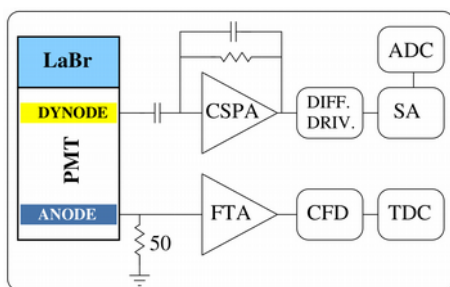 LaBr
ADC
DYNODE
CSPA
DIFF.
DRIV.
SA
PMT
ANODE
50
FTA
CFD
TDC